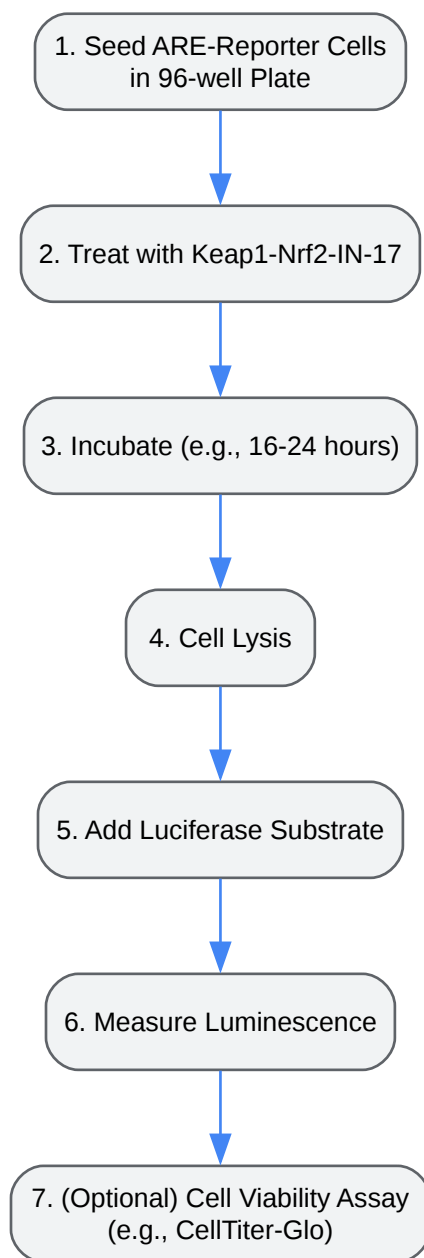 1. Seed ARE-Reporter Cells
in 96-well Plate
2. Treat with Keap1-Nrf2-IN-17
3. Incubate (e.g., 16-24 hours)
4. Cell Lysis
5. Add Luciferase Substrate
6. Measure Luminescence
7. (Optional) Cell Viability Assay
(e.g., CellTiter-Glo)